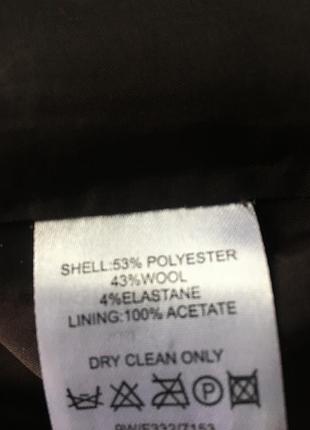 SHELL:53% POLYESTER
43%WOOL
4%ELASTANE
LINING:100% ACETATE
DRY CLEAN ONLY
P